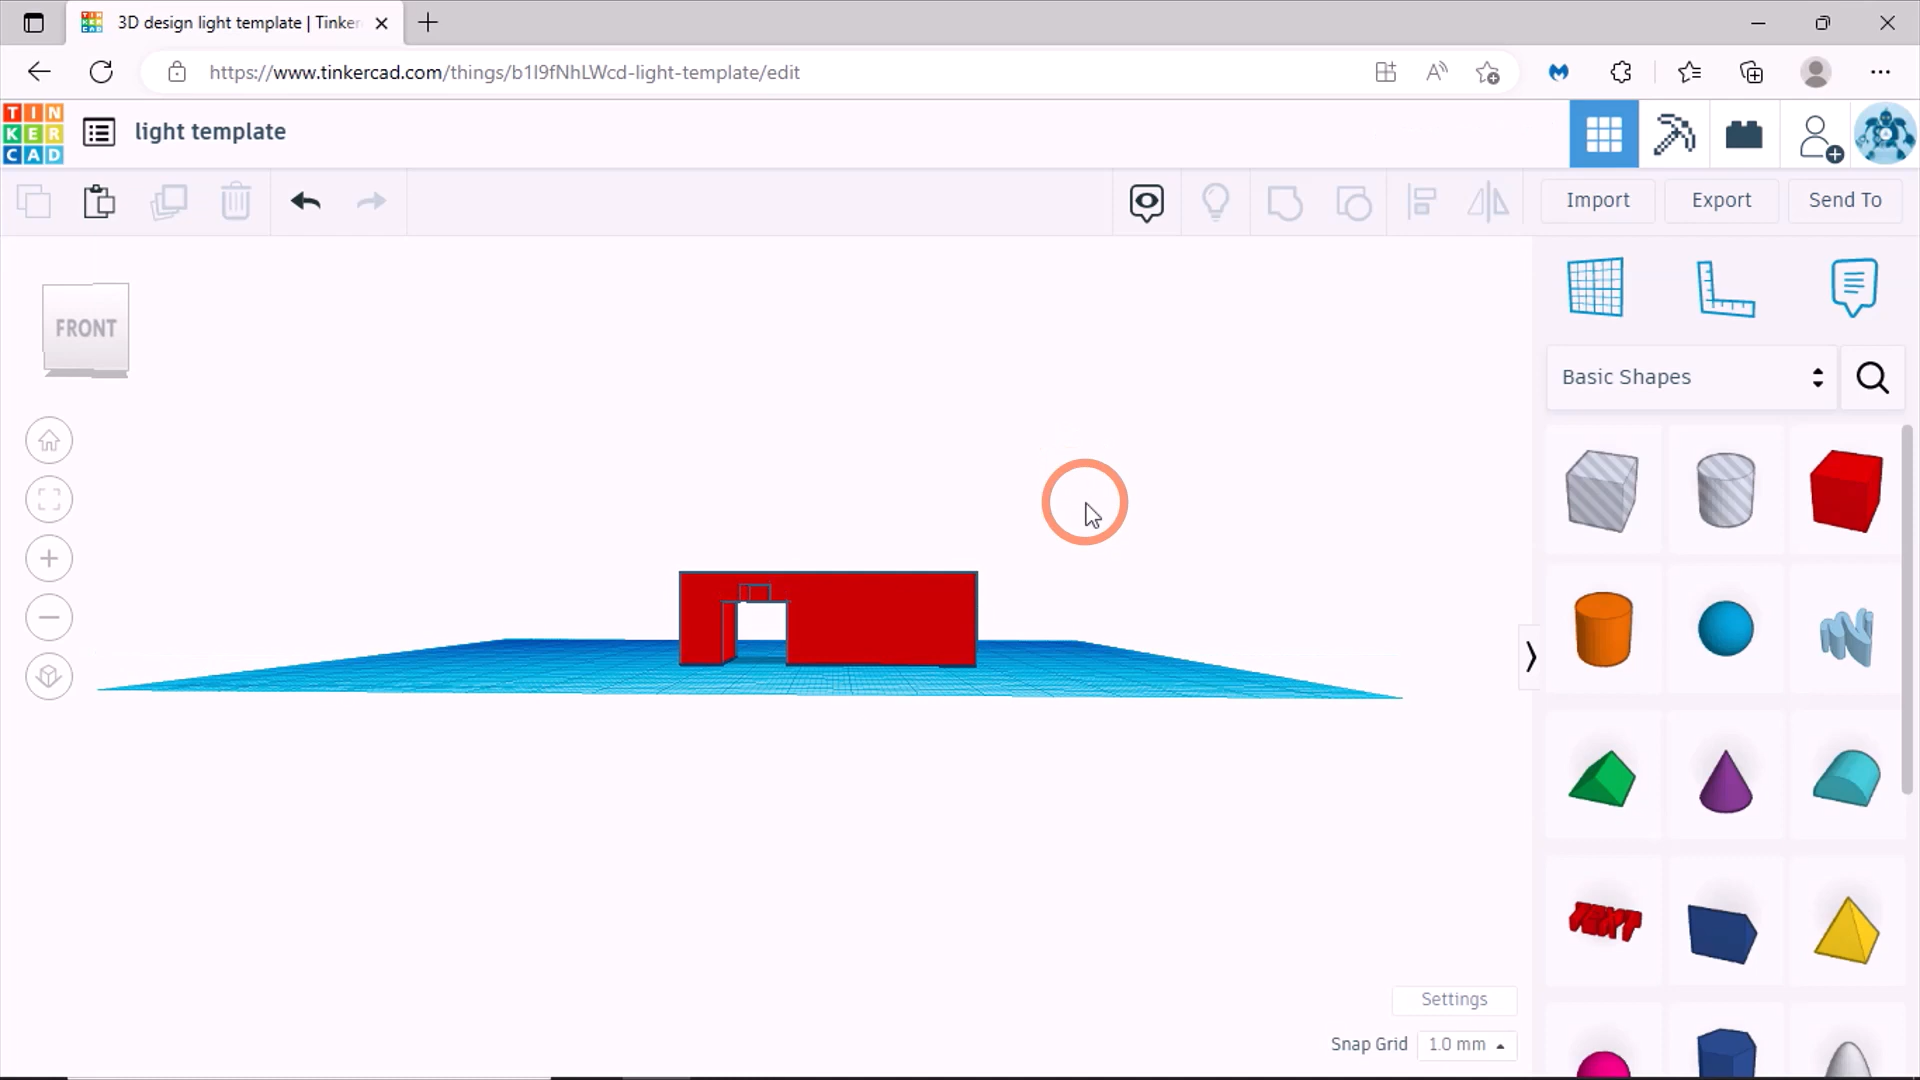 3D design light template | Tinker
https://www.tinkercad.com/things/b1I9fNhLWcd-light-template/edit
TIN
KER
CAD
light template
Import
Export
Send To
FRONT
Basic Shapes
TEXT
Settings
Snap Grid
1.0 mm